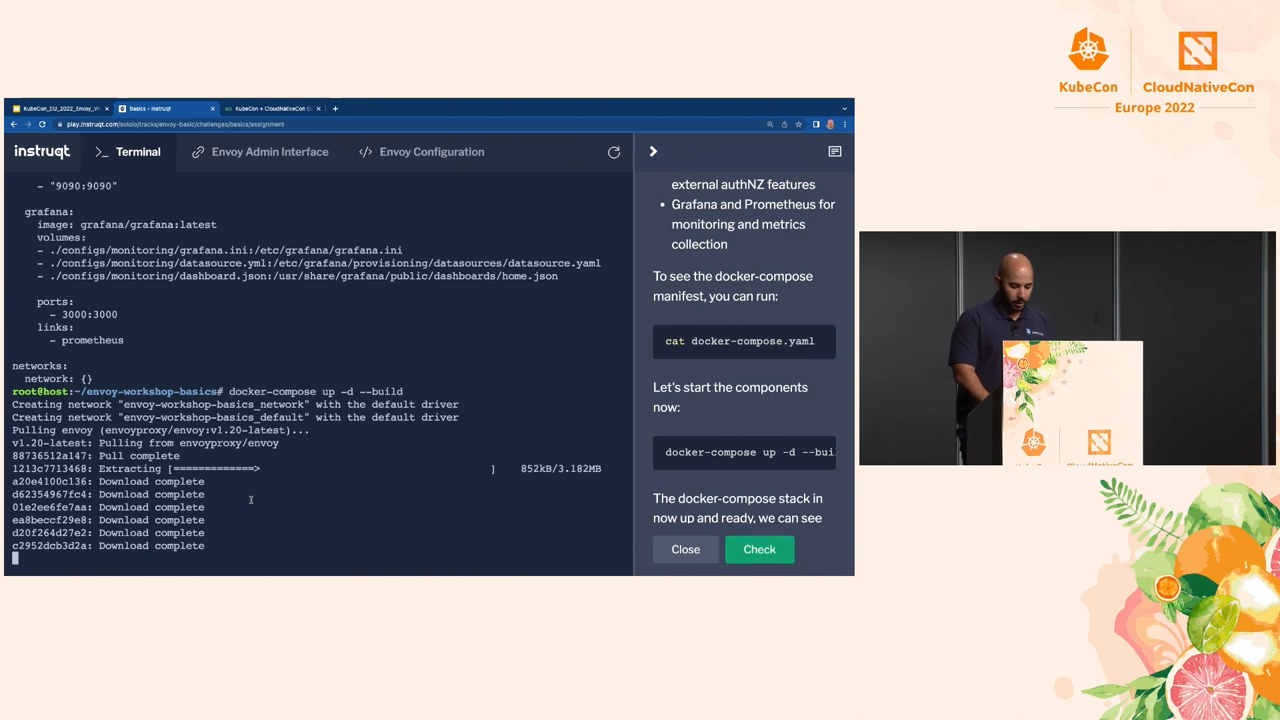 KubeCon
CloudNativeCon
Europe 2022
KubeCon_EU_2022_Envoy_W
Basics - Instruqt
KubeCon + CloudNativeCon E
play.instruqt.com/soloio/tracks/envoy-basic/challenges/basics/assignment
instruqt
>_ Terminal
Envoy Admin Interface
</> Envoy Configuration
- "9090:9090"
grafana:
image: grafana/grafana:latest
volumes:
- ./configs/monitoring/grafana.ini:/etc/grafana/grafana.ini
- ./configs/monitoring/datasource.yml:/etc/grafana/provisioning/datasources/datasource.yaml
- ./configs/monitoring/dashboard.json:/usr/share/grafana/public/dashboards/home.json
ports:
- 3000:3000
links:
- prometheus
networks:
network: {}
root@host:~/envoy-workshop-basics# docker-compose up -d --build
Creating network "envoy-workshop-basics_network" with the default driver
Creating network "envoy-workshop-basics_default" with the default driver
Pulling envoy (envoyproxy/envoy:v1.20-latest)...
v1.20-latest: Pulling from envoyproxy/envoy
88736512a147: Pull complete
1213c7713468: Extracting [=============> ] 852kB/3.182MB
a20e4100c136: Download complete
d62354967fc4: Download complete
01e2ee6fe7aa: Download complete
ea8beccf29e8: Download complete
d20f264d27e2: Download complete
c2952dcb3d2a: Download complete
external authNZ features
• Grafana and Prometheus for
monitoring and metrics
collection
To see the docker-compose
manifest, you can run:
cat docker-compose.yaml
Let's start the components
now:
docker-compose up -d --buil
The docker-compose stack in
now up and ready, we can see
Close
Check